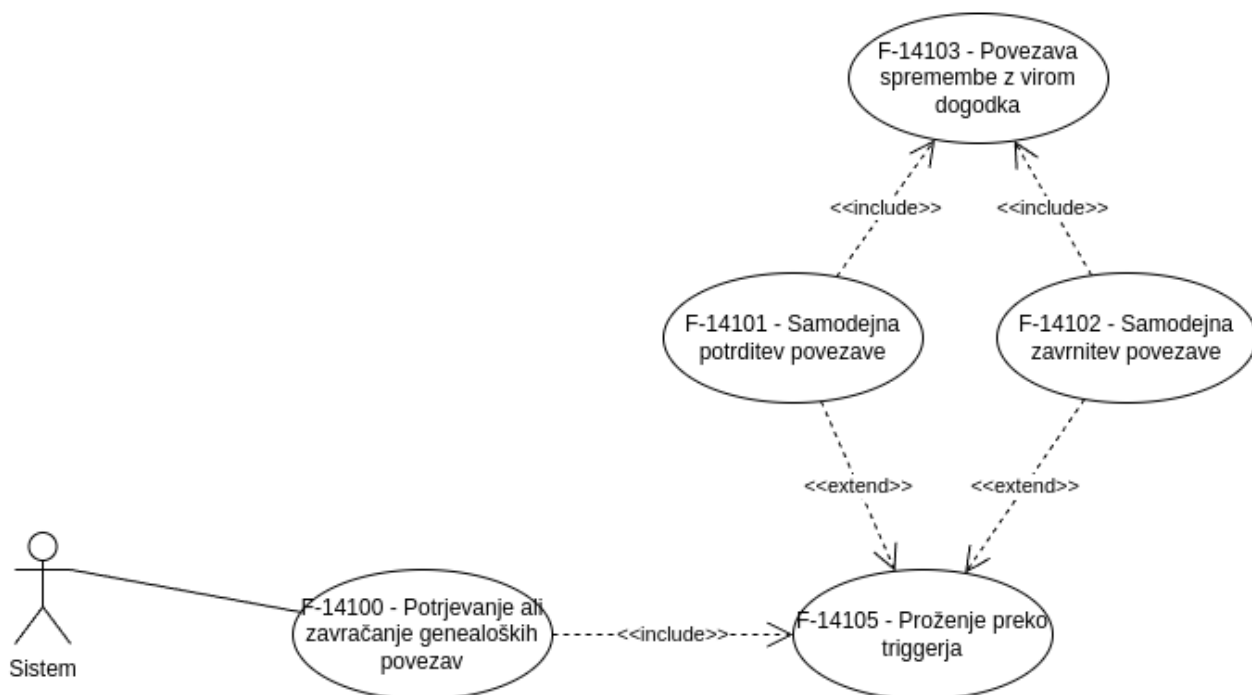 F-14103 - Povezava
spremembe z virom
dogodka
<<include>>
<<include>>
F-14101 - Samodejna
potrditev povezave
F-14102 - Samodejna
zavrnitev povezave
<<extend>>
<<extend>>
Sistem
F-14100 - Potrjevanje ali
zavračanje genealoških
povezav
<<include>>
F-14105 - Proženje preko
triggerja